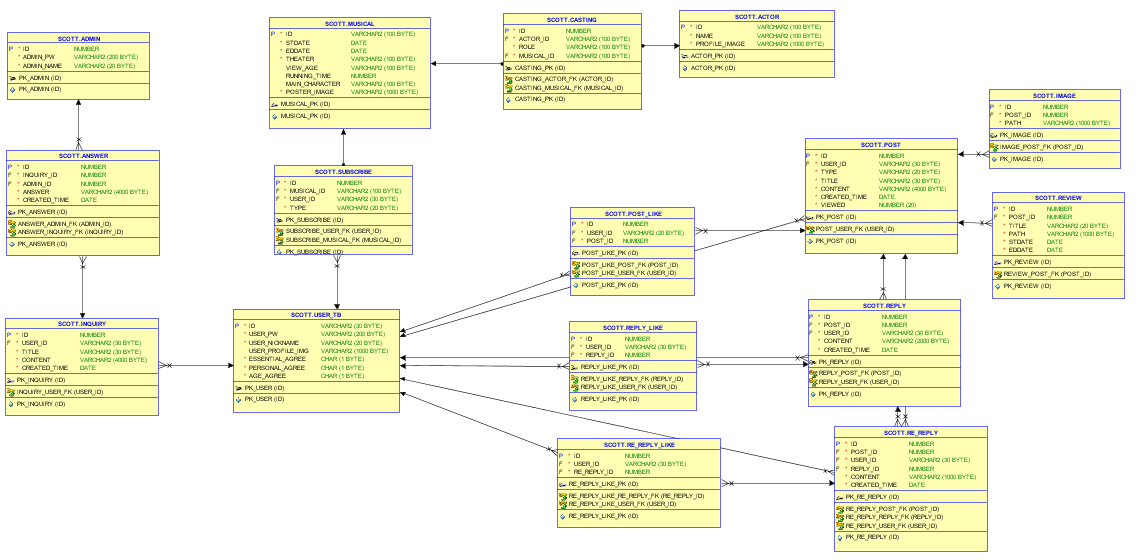 SCOTT.ADMIN
P * ID NUMBER
* ADMIN_PW VARCHAR2 (200 BYTE)
* ADMIN_NAME VARCHAR2 (20 BYTE)
PK_ADMIN (ID)
PK_ADMIN (ID)
SCOTT.MUSICAL
P * ID VARCHAR2 (100 BYTE)
* STDATE DATE
* EDDATE DATE
* THEATER VARCHAR2 (100 BYTE)
VIEW_AGE VARCHAR2 (100 BYTE)
RUNNING_TIME NUMBER
MAIN_CHARACTER VARCHAR2 (100 BYTE)
* POSTER_IMAGE VARCHAR2 (1000 BYTE)
MUSICAL_PK (ID)
MUSICAL_PK (ID)
SCOTT.CASTING
P * ID NUMBER
F * ACTOR_ID VARCHAR2 (100 BYTE)
* ROLE VARCHAR2 (100 BYTE)
F * MUSICAL_ID VARCHAR2 (100 BYTE)
CASTING_PK (ID)
CASTING_ACTOR_FK (ACTOR_ID)
CASTING_MUSICAL_FK (MUSICAL_ID)
CASTING_PK (ID)
SCOTT.ACTOR
P * ID VARCHAR2 (100 BYTE)
* NAME VARCHAR2 (100 BYTE)
* PROFILE_IMAGE VARCHAR2 (1000 BYTE)
ACTOR_PK (ID)
ACTOR_PK (ID)
SCOTT.IMAGE
P * ID NUMBER
F * POST_ID NUMBER
* PATH VARCHAR2 (1000 BYTE)
PK_IMAGE (ID)
IMAGE_POST_FK (POST_ID)
PK_IMAGE (ID)
SCOTT.ANSWER
P * ID NUMBER
F * INQUIRY_ID NUMBER
F * ADMIN_ID NUMBER
* ANSWER VARCHAR2 (4000 BYTE)
* CREATED_TIME DATE
PK_ANSWER (ID)
ANSWER_ADMIN_FK (ADMIN_ID)
ANSWER_INQUIRY_FK (INQUIRY_ID)
PK_ANSWER (ID)
SCOTT.SUBSCRIBE
P * ID NUMBER
F * MUSICAL_ID VARCHAR2 (100 BYTE)
F * USER_ID VARCHAR2 (30 BYTE)
* TYPE VARCHAR2 (20 BYTE)
PK_SUBSCRIBE (ID)
SUBSCRIBE_USER_FK (USER_ID)
SUBSCRIBE_MUSICAL_FK (MUSICAL_ID)
PK_SUBSCRIBE (ID)
SCOTT.POST
P * ID NUMBER
F * USER_ID VARCHAR2 (30 BYTE)
* TYPE VARCHAR2 (20 BYTE)
* TITLE VARCHAR2 (30 BYTE)
* CONTENT VARCHAR2 (4000 BYTE)
* CREATED_TIME DATE
* VIEWED NUMBER (20)
PK_POST (ID)
POST_USER_FK (USER_ID)
PK_POST (ID)
SCOTT.REVIEW
P * ID NUMBER
F * POST_ID NUMBER
* TITLE VARCHAR2 (20 BYTE)
* PATH VARCHAR2 (1000 BYTE)
* STDATE DATE
* EDDATE DATE
PK_REVIEW (ID)
REVIEW_POST_FK (POST_ID)
PK_REVIEW (ID)
SCOTT.POST_LIKE
P * ID NUMBER
F * USER_ID VARCHAR2 (20 BYTE)
F * POST_ID NUMBER
POST_LIKE_PK (ID)
POST_LIKE_POST_FK (POST_ID)
POST_LIKE_USER_FK (USER_ID)
POST_LIKE_PK (ID)
SCOTT.INQUIRY
P * ID NUMBER
F * USER_ID VARCHAR2 (30 BYTE)
* TITLE VARCHAR2 (30 BYTE)
* CONTENT VARCHAR2 (4000 BYTE)
* CREATED_TIME DATE
PK_INQUIRY (ID)
INQUIRY_USER_FK (USER_ID)
PK_INQUIRY (ID)
SCOTT.USER_TB
P * ID VARCHAR2 (30 BYTE)
* USER_PW VARCHAR2 (200 BYTE)
* USER_NICKNAME VARCHAR2 (20 BYTE)
USER_PROFILE_IMG VARCHAR2 (1000 BYTE)
* ESSENTIAL_AGREE CHAR (1 BYTE)
* PERSONAL_AGREE CHAR (1 BYTE)
* AGE_AGREE CHAR (1 BYTE)
PK_USER (ID)
PK_USER (ID)
SCOTT.REPLY_LIKE
P * ID NUMBER
F * USER_ID VARCHAR2 (30 BYTE)
F * REPLY_ID NUMBER
REPLY_LIKE_PK (ID)
REPLY_LIKE_REPLY_FK (REPLY_ID)
REPLY_LIKE_USER_FK (USER_ID)
REPLY_LIKE_PK (ID)
SCOTT.REPLY
P * ID NUMBER
F * POST_ID NUMBER
F * USER_ID VARCHAR2 (30 BYTE)
* CONTENT VARCHAR2 (2000 BYTE)
* CREATED_TIME DATE
PK_REPLY (ID)
REPLY_POST_FK (POST_ID)
REPLY_USER_FK (USER_ID)
PK_REPLY (ID)
SCOTT.RE_REPLY_LIKE
P * ID NUMBER
F * USER_ID VARCHAR2 (30 BYTE)
F * RE_REPLY_ID NUMBER
RE_REPLY_LIKE_PK (ID)
RE_REPLY_LIKE_RE_REPLY_FK (RE_REPLY_ID)
RE_REPLY_LIKE_USER_FK (USER_ID)
RE_REPLY_LIKE_PK (ID)
SCOTT.RE_REPLY
P * ID NUMBER
F * POST_ID NUMBER
F * USER_ID VARCHAR2 (30 BYTE)
F * REPLY_ID NUMBER
* CONTENT VARCHAR2 (1000 BYTE)
* CREATED_TIME DATE
PK_RE_REPLY (ID)
RE_REPLY_POST_FK (POST_ID)
RE_REPLY_REPLY_FK (REPLY_ID)
RE_REPLY_USER_FK (USER_ID)
PK_RE_REPLY (ID)